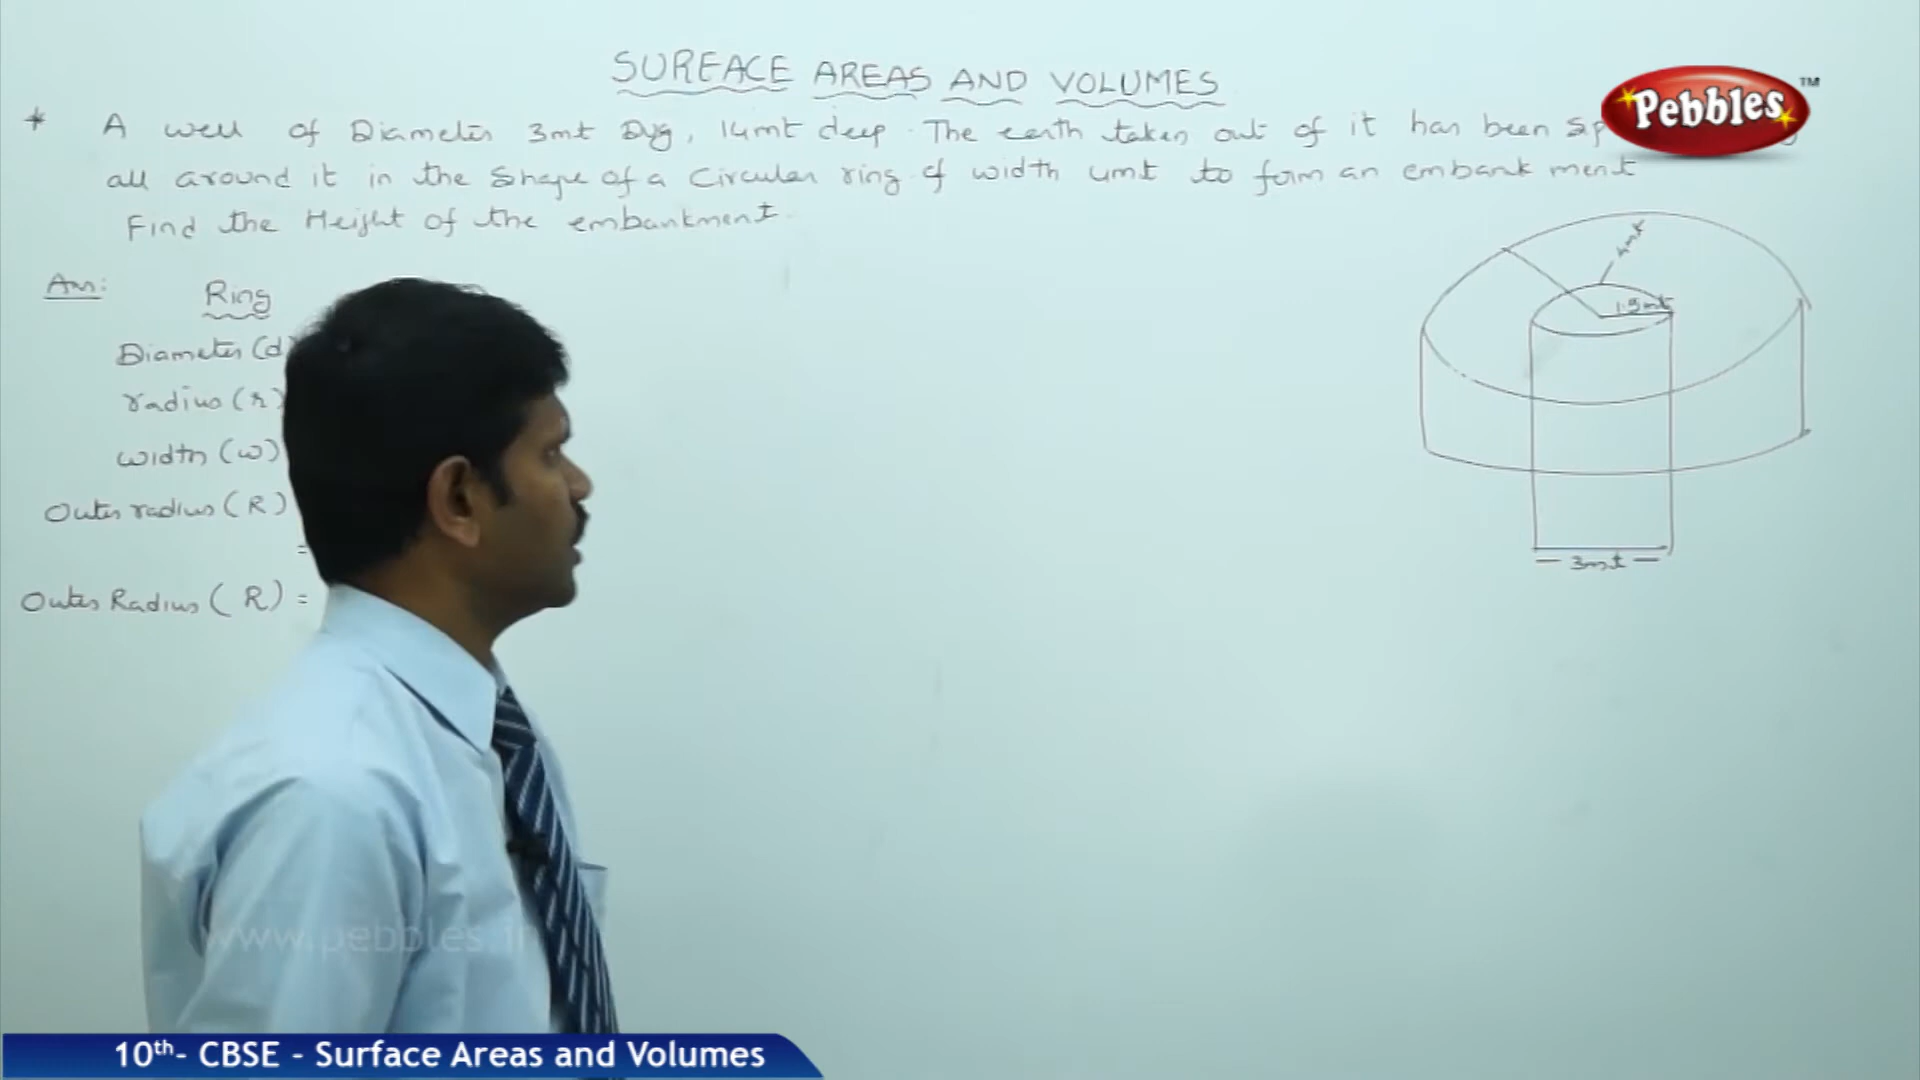 SURFACE AREAS AND VOLUMES
Pebbles™
* A well of Diameter 3mt Dug, 14mt deep. The earth taken out of it has been
all around it in the shape of a Circular ring of width 4mt to form an embankment
Find the Height of the embankment
Ans:
Ring
Diameter (d)
radius (r)
width (w)
Outer radius (R)
=
Outer Radius (R) =
4mt
1.5mt
3mt
www.pebbles.in
10th- CBSE - Surface Areas and Volumes